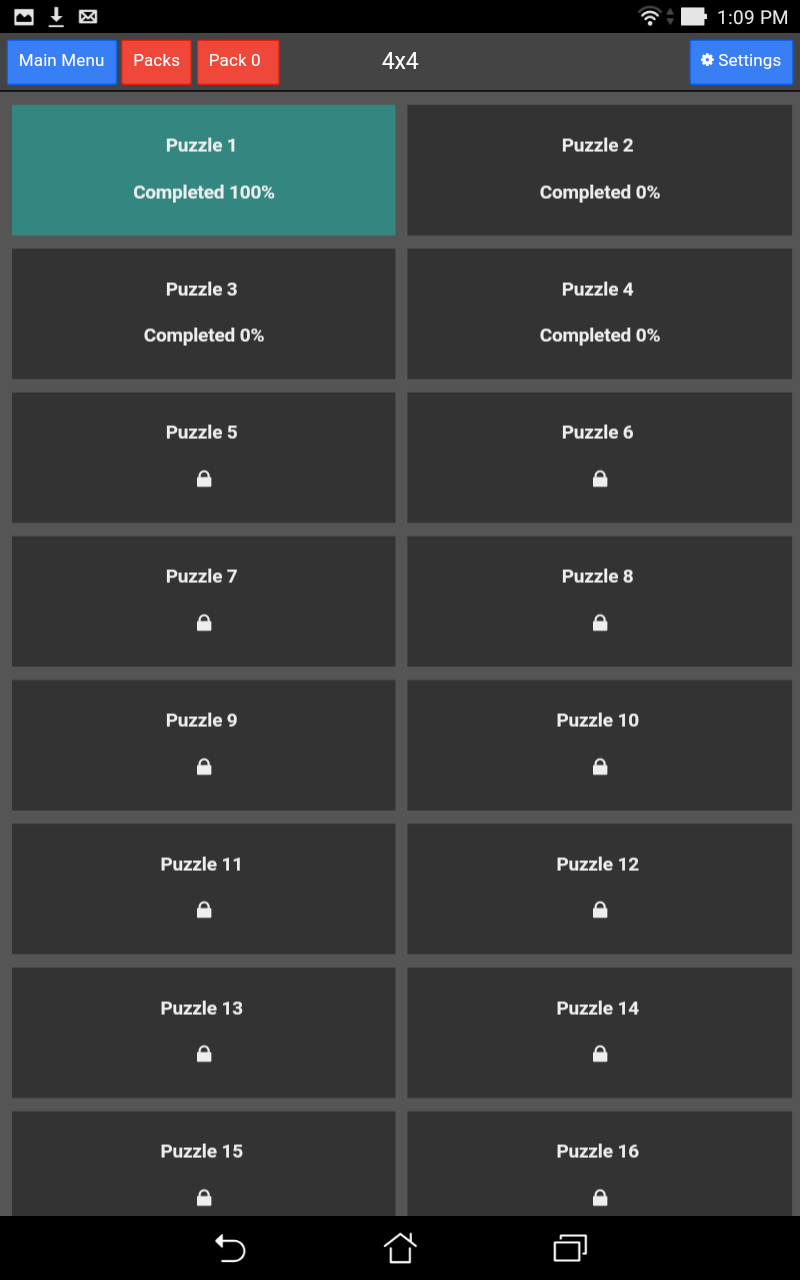 1:09 PM
Main Menu Packs Pack 0 4x4 Settings
Puzzle 1 Puzzle 2
Completed 100% Completed 0%
Puzzle 3 Puzzle 4
Completed 0% Completed 0%
Puzzle 5 Puzzle 6
Puzzle 7 Puzzle 8
Puzzle 9 Puzzle 10
Puzzle 11 Puzzle 12
Puzzle 13 Puzzle 14
Puzzle 15 Puzzle 16